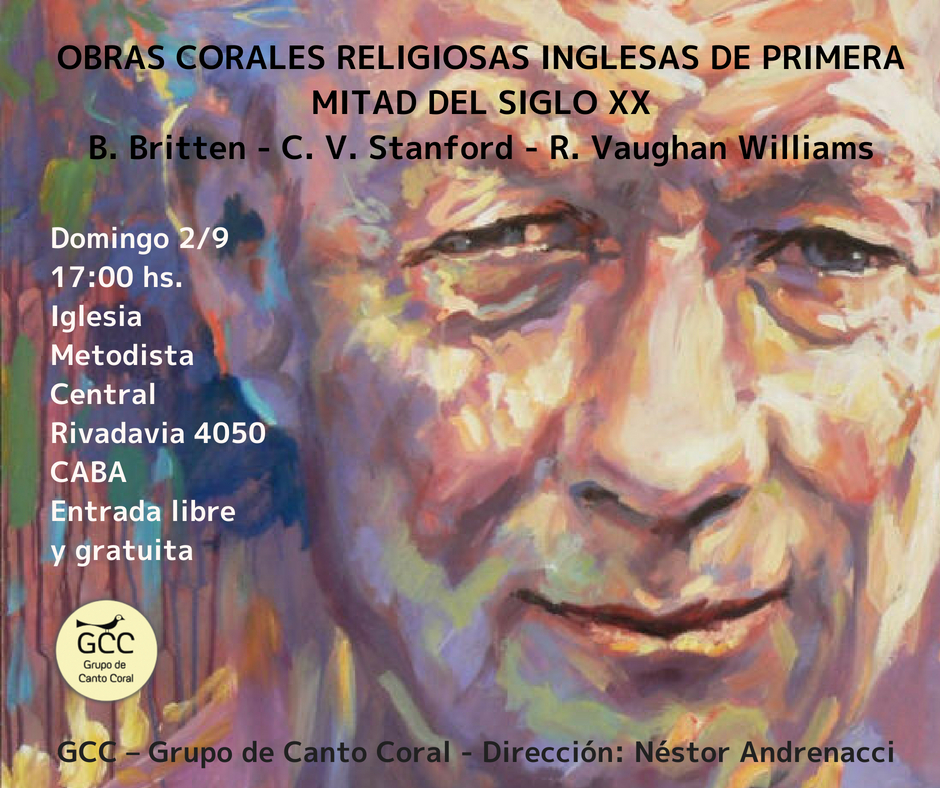 OBRAS CORALES RELIGIOSAS INGLESAS DE PRIMERA
MITAD DEL SIGLO XX
B. Britten - C. V. Stanford - R. Vaughan Williams
Domingo 2/9
17:00 hs.
Iglesia
Metodista
Central
Rivadavia 4050
CABA
Entrada libre
y gratuita
GCC
Grupo de
Canto Coral
GCC – Grupo de Canto Coral - Dirección: Néstor Andrenacci